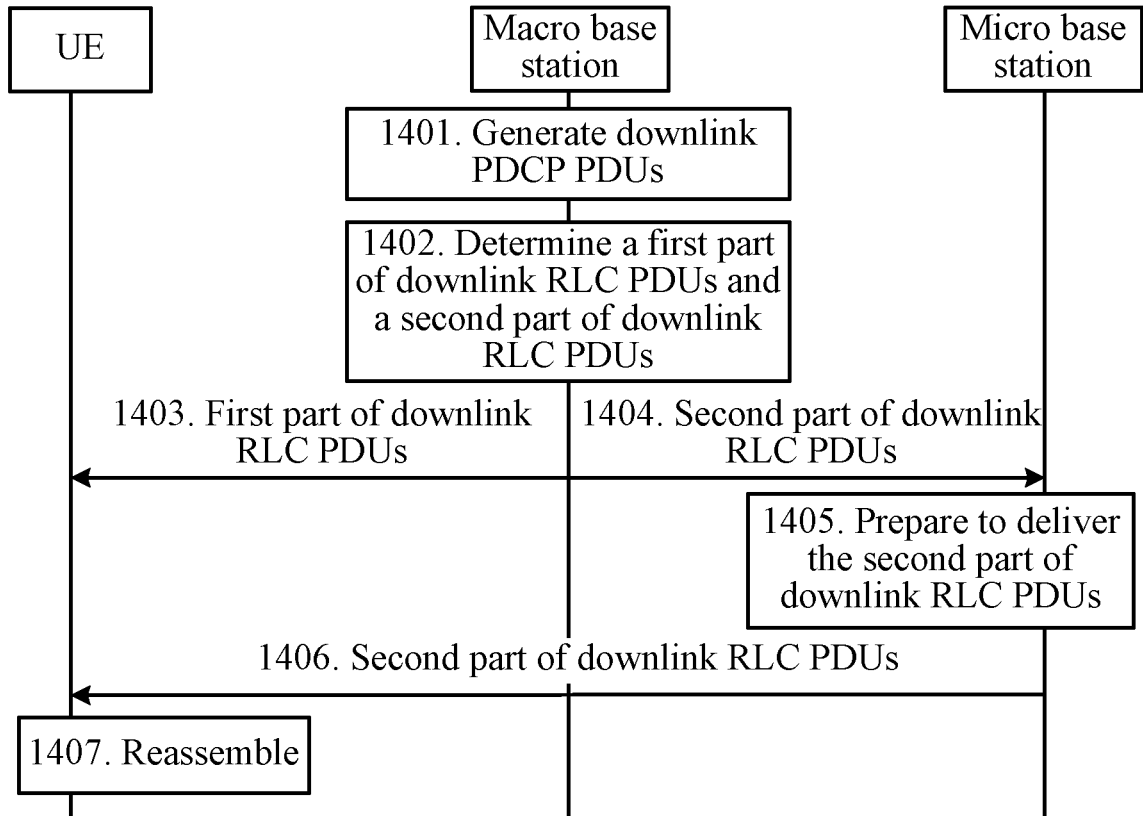 UE
Macro base
station
Micro base
station
1401. Generate downlink
PDCP PDUs
1402. Determine a first part
of downlink RLC PDUs and
a second part of downlink
RLC PDUs
1403. First part of downlink
RLC PDUs
1404. Second part of downlink
RLC PDUs
1405. Prepare to deliver
the second part of
downlink RLC PDUs
1406. Second part of downlink RLC PDUs
1407. Reassemble